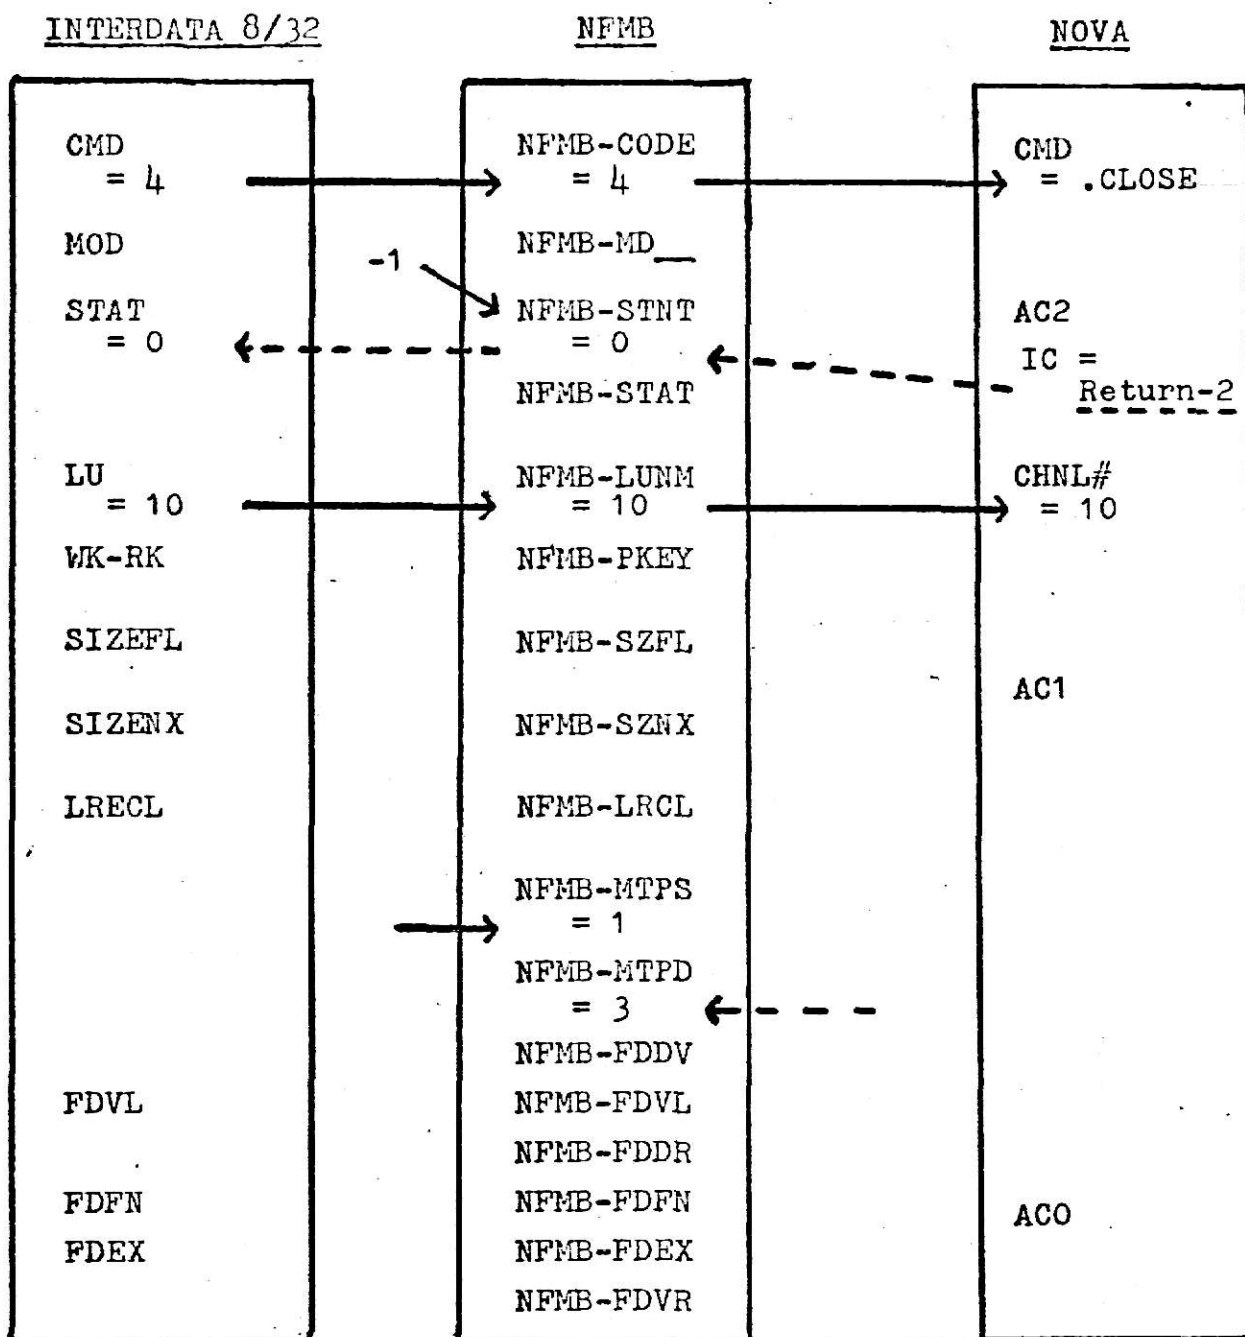 INTERDATA 8/32 NFMB NOVA
CMD NFMB-CODE CMD
= 4 = 4 = .CLOSE
MOD NFMB-MD__
-1
STAT NFMB-STNT AC2
= 0 = 0 IC =
NFMB-STAT Return-2
LU NFMB-LUNM CHNL#
= 10 = 10 = 10
WK-RK NFMB-PKEY
SIZEFL NFMB-SZFL
AC1
SIZENX NFMB-SZNX
LRECL NFMB-LRCL
NFMB-MTPS
= 1
NFMB-MTPD
= 3
NFMB-FDDV
FDVL NFMB-FDVL
NFMB-FDDR
FDFN NFMB-FDFN
AC0
FDEX NFMB-FDEX
NFMB-FDVR